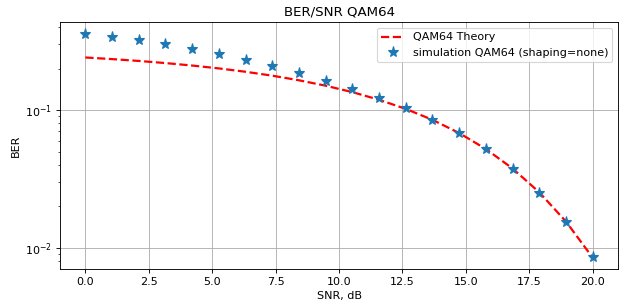 BER/SNR QAM64
QAM64 Theory
simulation QAM64 (shaping=none)
BER
10⁻¹
10⁻²
0.0 2.5 5.0 7.5 10.0 12.5 15.0 17.5 20.0
SNR, dB